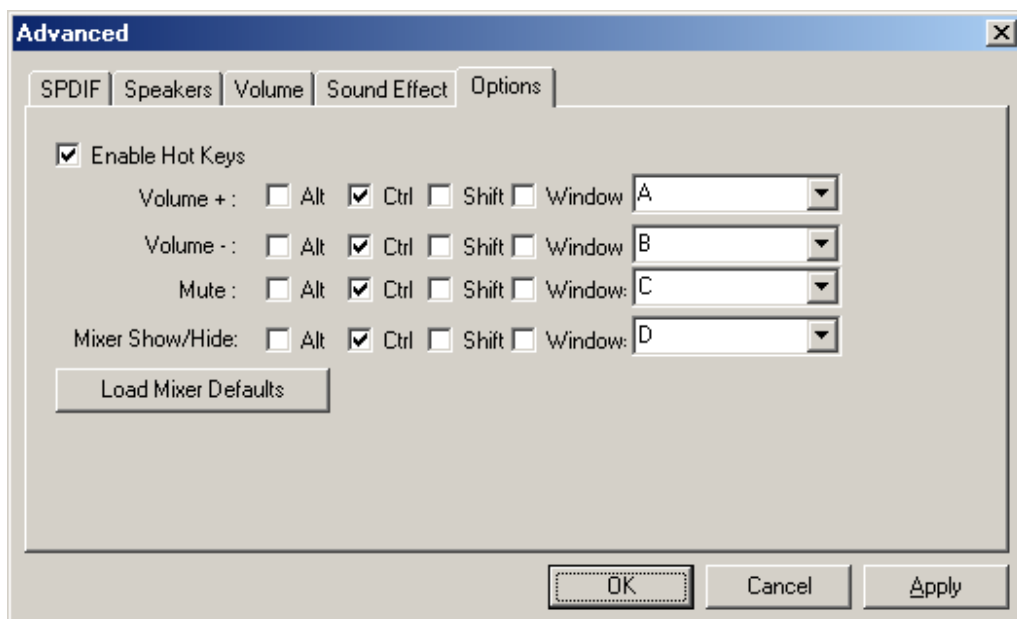 Advanced
SPDIF Speakers Volume Sound Effect Options
Enable Hot Keys
Volume + : Alt Ctrl Shift Window A
Volume - : Alt Ctrl Shift Window B
Mute : Alt Ctrl Shift Window: C
Mixer Show/Hide: Alt Ctrl Shift Window: D
Load Mixer Defaults
OK Cancel Apply